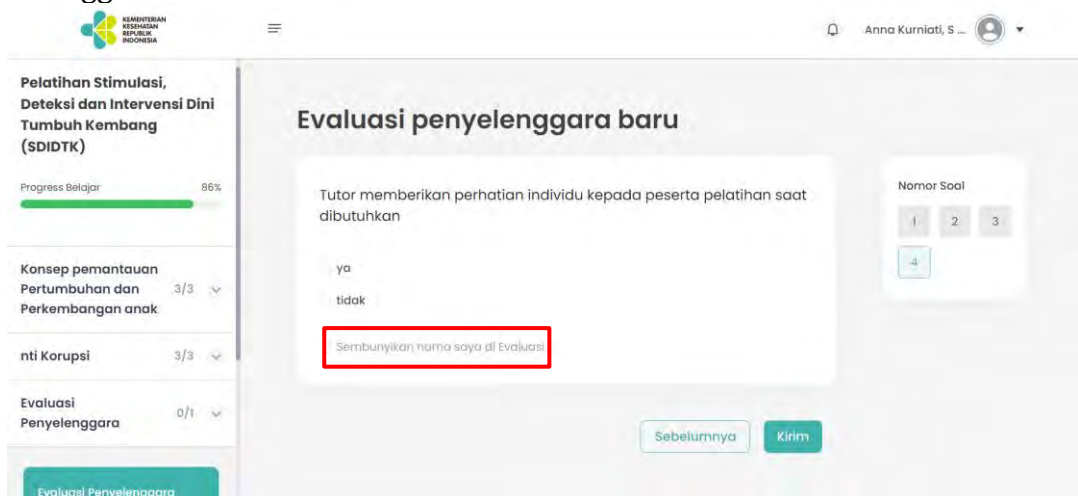 KEMENTERIAN
KESEHATAN
REPUBLIK
INDONESIA
Anna Kurniati, S ...
Pelatihan Stimulasi,
Deteksi dan Intervensi Dini
Tumbuh Kembang
(SDIDTK)
Progress Belajar 86%
Konsep pemantauan
Pertumbuhan dan 3/3
Perkembangan anak
nti Korupsi 3/3
Evaluasi
Penyelenggara 0/1
Evaluasi Penyelenggara
Evaluasi penyelenggara baru
Tutor memberikan perhatian individu kepada peserta pelatihan saat
dibutuhkan
ya
tidak
Sembunyikan nama saya di Evaluasi
Sebelumnya Kirim
Nomor Soal
1 2 3
4